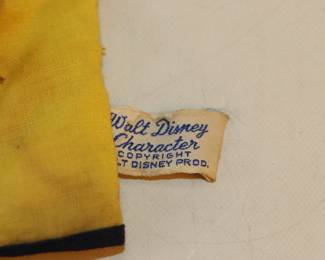 Walt Disney
Character
COPYRIGHT
LT DISNEY PROD.